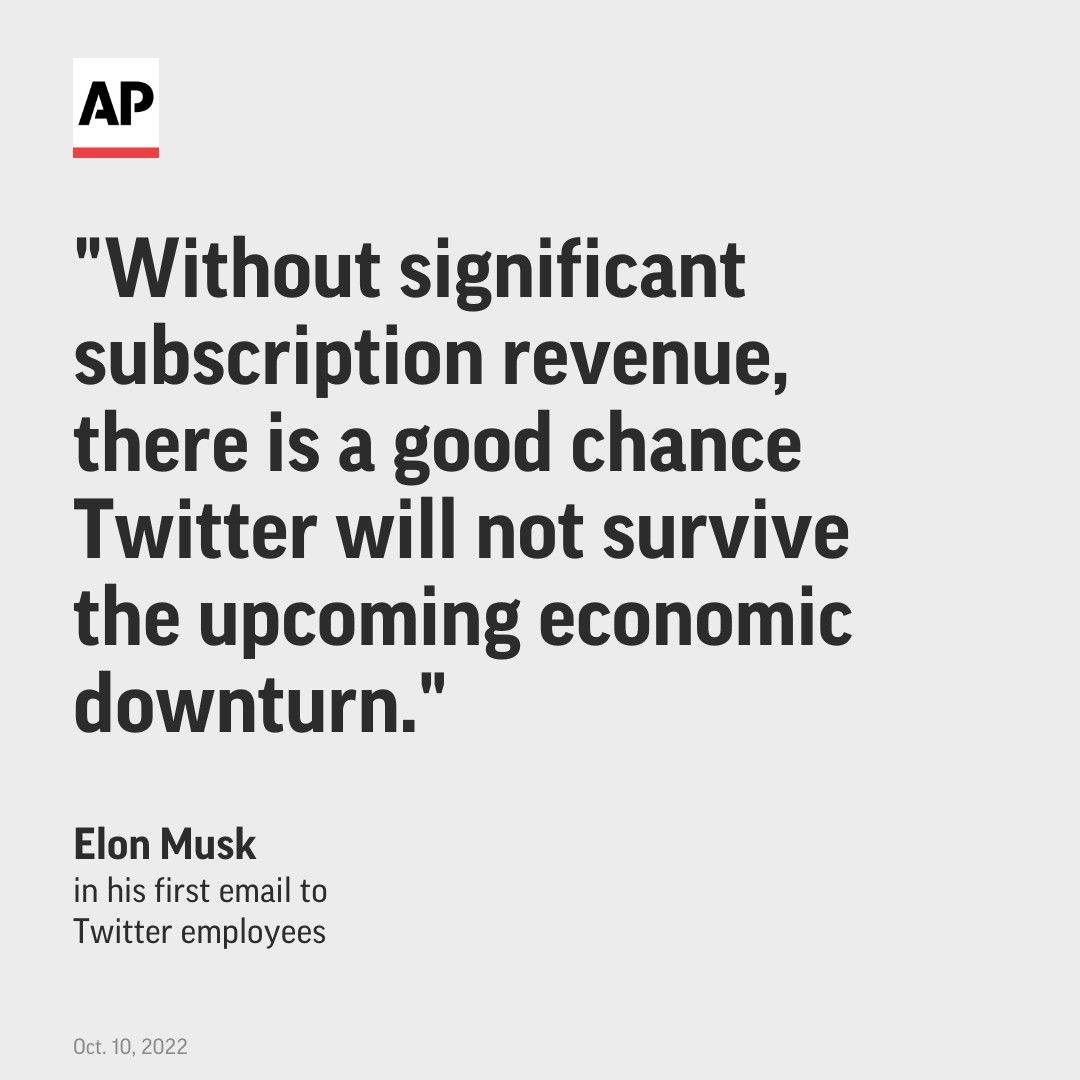 AP
"Without significant
subscription revenue,
there is a good chance
Twitter will not survive
the upcoming economic
downturn."
Elon Musk
in his first email to
Twitter employees
Oct. 10, 2022